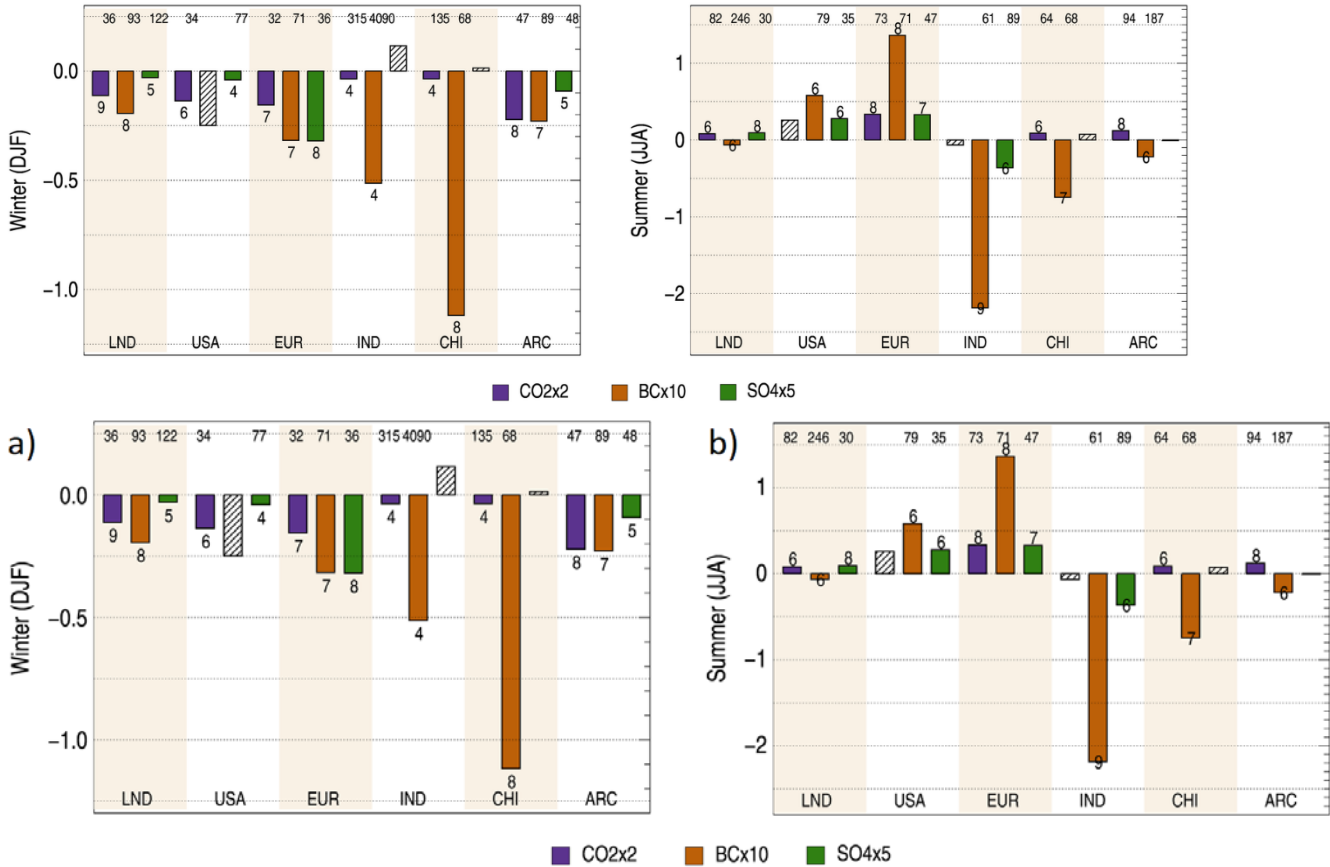 36 93 122 34 77 32 71 36 315 4090 135 68 47 89 48
0.0
−0.5
−1.0
Winter (DJF)
9 8 5 6 4 7 7 8 4 4 4 8 8 7 5
LND USA EUR IND CHI ARC
82 246 30 79 35 73 71 47 61 89 64 68 94 187
1
0
−1
−2
Summer (JJA)
6 6 8 6 6 8 8 7 9 6 6 7 8 6
LND USA EUR IND CHI ARC
CO2x2 BCx10 SO4x5
a)
36 93 122 34 77 32 71 36 315 4090 135 68 47 89 48
0.0
−0.5
−1.0
Winter (DJF)
9 8 5 6 4 7 7 8 4 4 4 8 8 7 5
LND USA EUR IND CHI ARC
b)
82 246 30 79 35 73 71 47 61 89 64 68 94 187
1
0
−1
−2
Summer (JJA)
6 6 8 6 6 8 8 7 9 6 6 7 8 6
LND USA EUR IND CHI ARC
CO2x2 BCx10 SO4x5